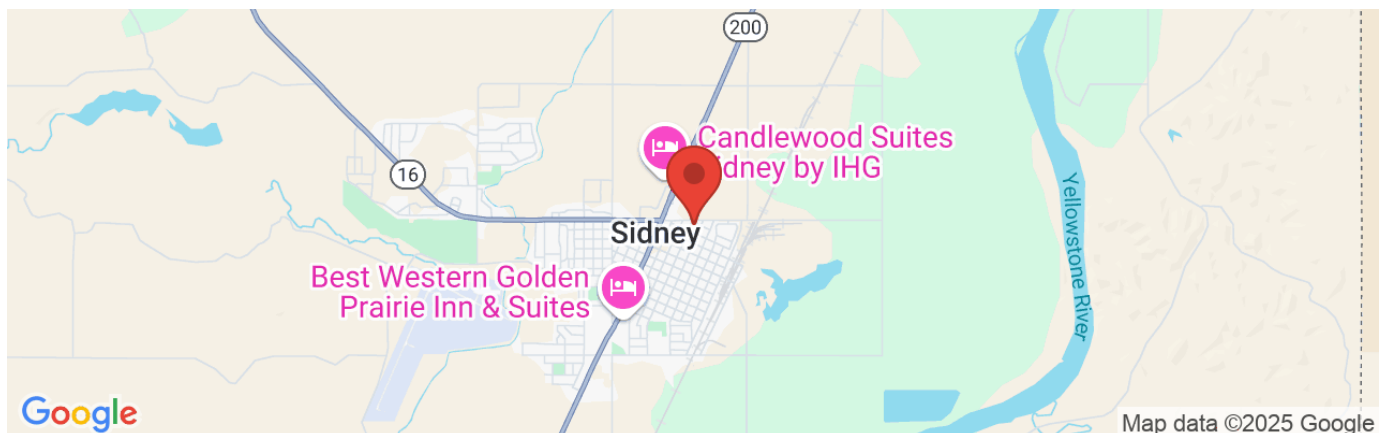 200
Candlewood Suites
idney by IHG
16
Sidney
Best Western Golden
Prairie Inn & Suites
Yellowstone River
Google
Map data ©2025 Google